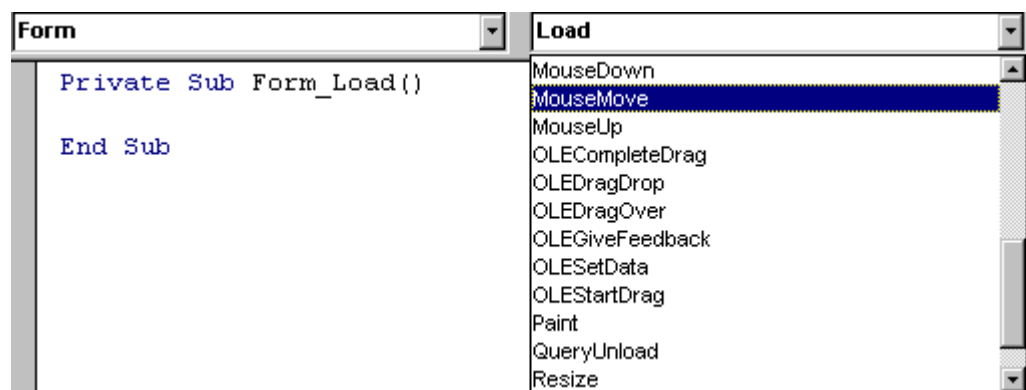 Form
Load
Private Sub Form_Load()
End Sub
MouseDown
MouseMove
MouseUp
OLECompleteDrag
OLEDragDrop
OLEDragOver
OLEGiveFeedback
OLESetData
OLEStartDrag
Paint
QueryUnload
Resize